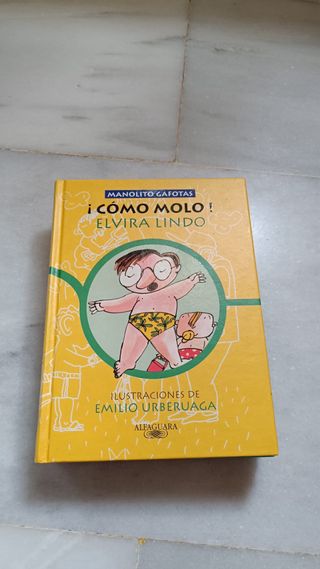 MANOLITO GAFOTAS
¡CÓMO MOLO!
ELVIRA LINDO
ILUSTRACIONES DE
EMILIO URBERUAGA
ALFAGUARA